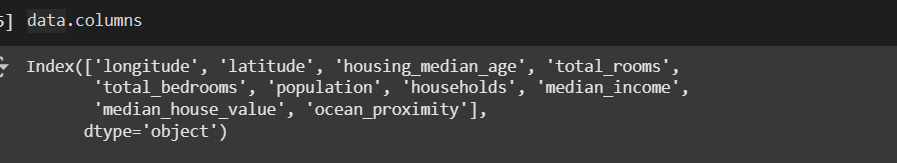 5] data.columns
Index(['longitude', 'latitude', 'housing_median_age', 'total_rooms',
'total_bedrooms', 'population', 'households', 'median_income',
'median_house_value', 'ocean_proximity'],
dtype='object')